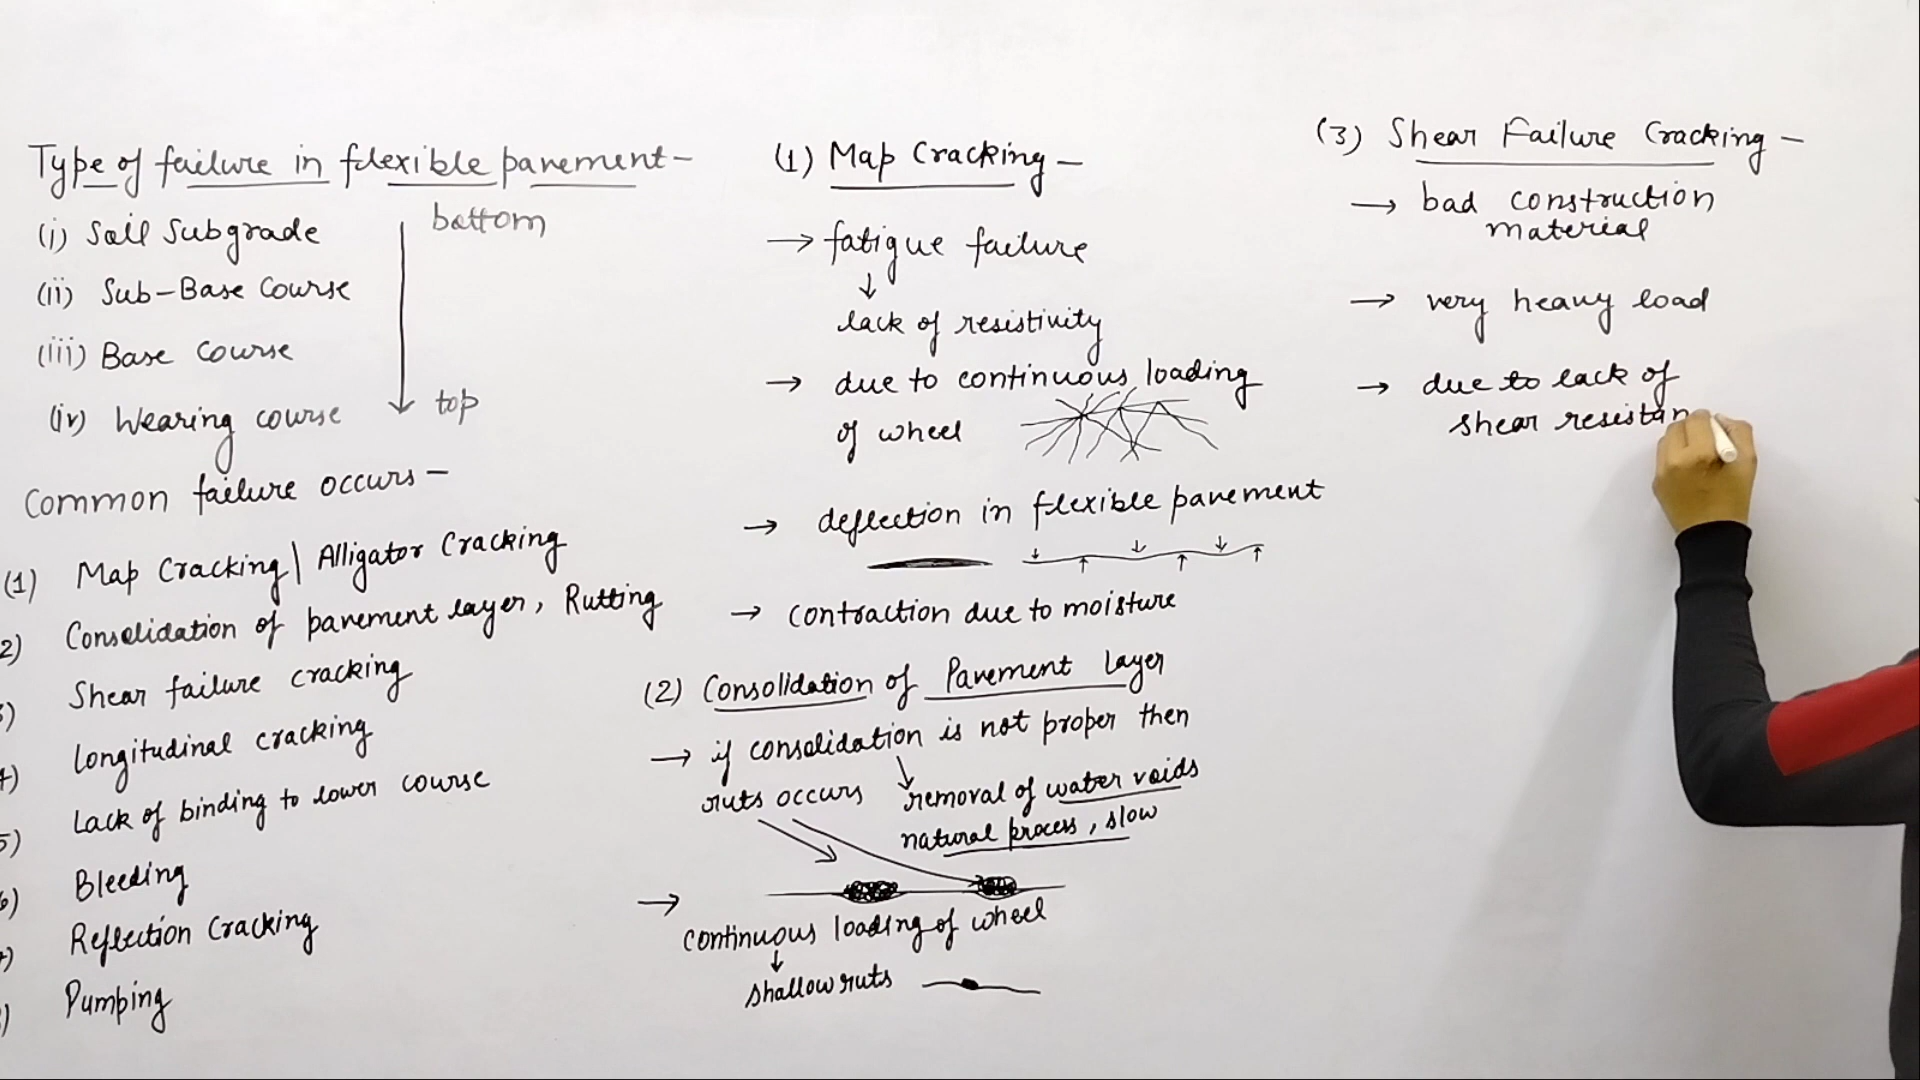 Type of failure in flexible pavement-
(i) Soil Subgrade
bottom
(ii) Sub-Base Course
(iii) Base Course
(iv) Wearing course
top
Common failure occurs-
(1) Map Cracking| Alligator Cracking
2) Consolidation of pavement layer, Rutting
3) Shear failure cracking
4) Longitudinal cracking
5) Lack of binding to lower course
6) Bleeding
7) Reflection Cracking
) Pumping
(1) Map Cracking-
→ fatigue failure
↓
lack of resistivity
→ due to continuous loading
of wheel
→ deflection in flexible pavement
→ contraction due to moisture
(2) Consolidation of Pavement Layer
→ if consolidation is not proper then
ruts occurs
removal of water voids
natural process, slow
→
continuous loading of wheel
↓
shallow ruts
(3) Shear Failure Cracking-
→ bad construction
material
→ very heavy load
→ due to lack of
shear resistan